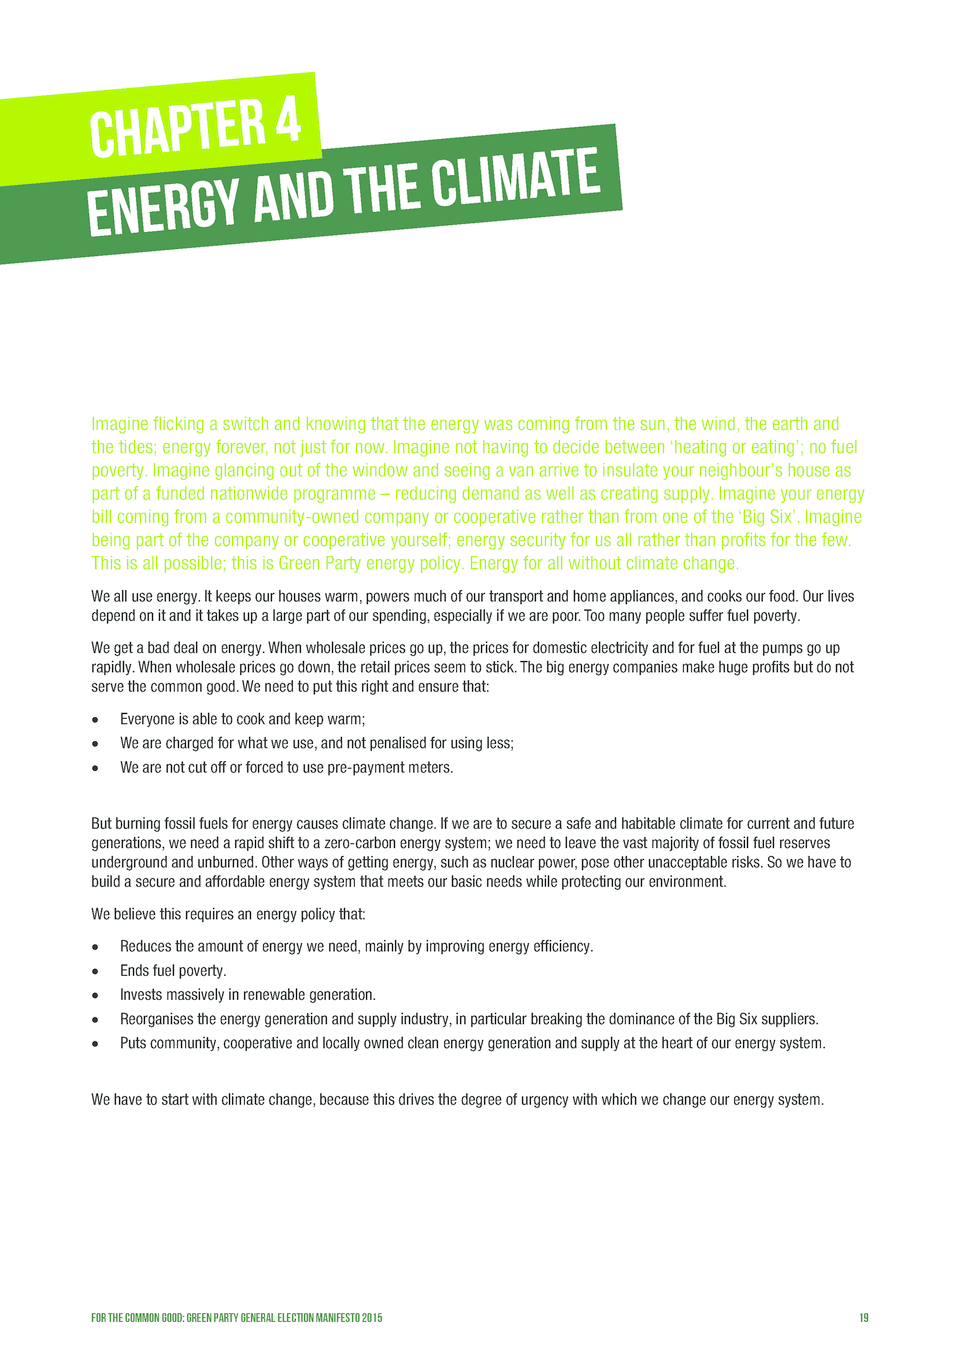 CHAPTER 4
ENERGY AND THE CLIMATE
Imagine flicking a switch and knowing that the energy was coming from the sun, the wind, the earth and
the tides; energy forever, not just for now. Imagine not having to decide between ‘heating or eating’; no fuel
poverty. Imagine glancing out of the window and seeing a van arrive to insulate your neighbour’s house as
part of a funded nationwide programme – reducing demand as well as creating supply. Imagine your energy
bill coming from a community-owned company or cooperative rather than from one of the ‘Big Six’. Imagine
being part of the company or cooperative yourself; energy security for us all rather than profits for the few.
This is all possible; this is Green Party energy policy. Energy for all without climate change.
We all use energy. It keeps our houses warm, powers much of our transport and home appliances, and cooks our food. Our lives
depend on it and it takes up a large part of our spending, especially if we are poor. Too many people suffer fuel poverty.
We get a bad deal on energy. When wholesale prices go up, the prices for domestic electricity and for fuel at the pumps go up
rapidly. When wholesale prices go down, the retail prices seem to stick. The big energy companies make huge profits but do not
serve the common good. We need to put this right and ensure that:
• Everyone is able to cook and keep warm;
• We are charged for what we use, and not penalised for using less;
• We are not cut off or forced to use pre-payment meters.
But burning fossil fuels for energy causes climate change. If we are to secure a safe and habitable climate for current and future
generations, we need a rapid shift to a zero-carbon energy system; we need to leave the vast majority of fossil fuel reserves
underground and unburned. Other ways of getting energy, such as nuclear power, pose other unacceptable risks. So we have to
build a secure and affordable energy system that meets our basic needs while protecting our environment.
We believe this requires an energy policy that:
• Reduces the amount of energy we need, mainly by improving energy efficiency.
• Ends fuel poverty.
• Invests massively in renewable generation.
• Reorganises the energy generation and supply industry, in particular breaking the dominance of the Big Six suppliers.
• Puts community, cooperative and locally owned clean energy generation and supply at the heart of our energy system.
We have to start with climate change, because this drives the degree of urgency with which we change our energy system.
FOR THE COMMON GOOD: GREEN PARTY GENERAL ELECTION MANIFESTO 2015 19